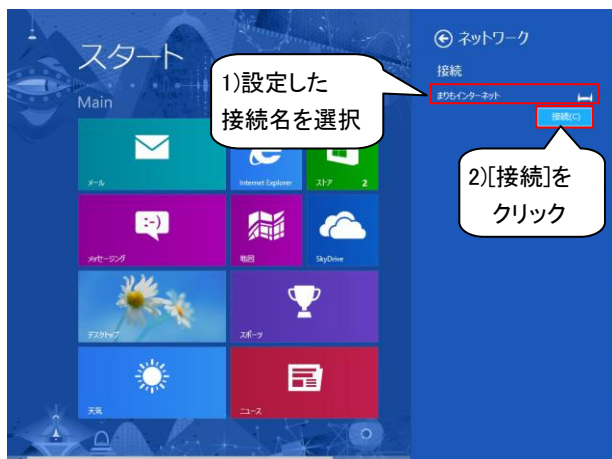 スタート
Main
メール
Internet Explorer
ストア
2
:-)
メッセージング
地図
SkyDrive
デスクトップ
スポーツ
天気
ニュース
1)設定した
接続名を選択
ネットワーク
接続
まりもインターネット
接続(C)
2)[接続]を
クリック